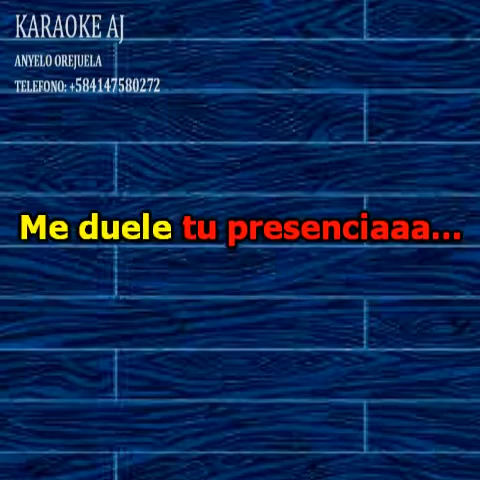 KARAOKE AJ
ANYELO OREJUELA
TELEFONO: +584147580272
Me duele tu presenciaaa...